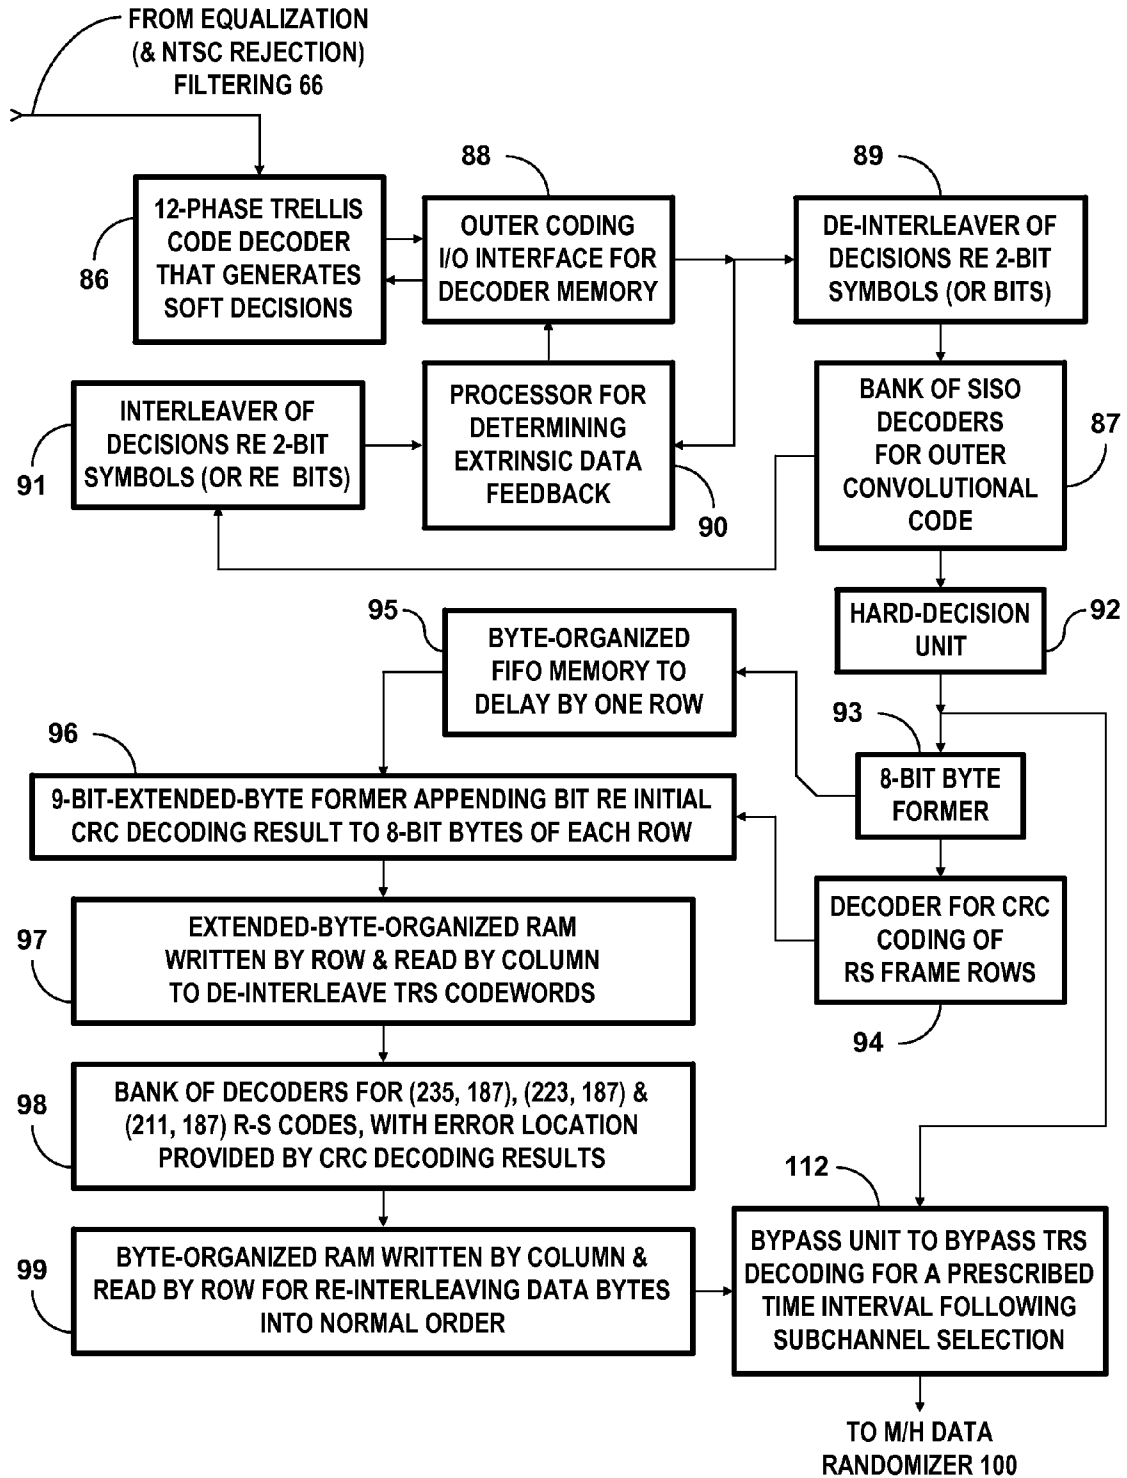 FROM EQUALIZATION
(& NTSC REJECTION)
FILTERING 66
88
89
12-PHASE TRELLIS
CODE DECODER
THAT GENERATES
SOFT DECISIONS
86
OUTER CODING
I/O INTERFACE FOR
DECODER MEMORY
DE-INTERLEAVER OF
DECISIONS RE 2-BIT
SYMBOLS (OR BITS)
INTERLEAVER OF
DECISIONS RE 2-BIT
SYMBOLS (OR RE BITS)
91
PROCESSOR FOR
DETERMINING
EXTRINSIC DATA
FEEDBACK
90
BANK OF SISO
DECODERS
FOR OUTER
CONVOLUTIONAL
CODE
87
HARD-DECISION
UNIT
92
95
BYTE-ORGANIZED
FIFO MEMORY TO
DELAY BY ONE ROW
93
8-BIT BYTE
FORMER
96
9-BIT-EXTENDED-BYTE FORMER APPENDING BIT RE INITIAL
CRC DECODING RESULT TO 8-BIT BYTES OF EACH ROW
DECODER FOR CRC
CODING OF
RS FRAME ROWS
94
97
EXTENDED-BYTE-ORGANIZED RAM
WRITTEN BY ROW & READ BY COLUMN
TO DE-INTERLEAVE TRS CODEWORDS
98
BANK OF DECODERS FOR (235, 187), (223, 187) &
(211, 187) R-S CODES, WITH ERROR LOCATION
PROVIDED BY CRC DECODING RESULTS
99
BYTE-ORGANIZED RAM WRITTEN BY COLUMN &
READ BY ROW FOR RE-INTERLEAVING DATA BYTES
INTO NORMAL ORDER
112
BYPASS UNIT TO BYPASS TRS
DECODING FOR A PRESCRIBED
TIME INTERVAL FOLLOWING
SUBCHANNEL SELECTION
TO M/H DATA
RANDOMIZER 100